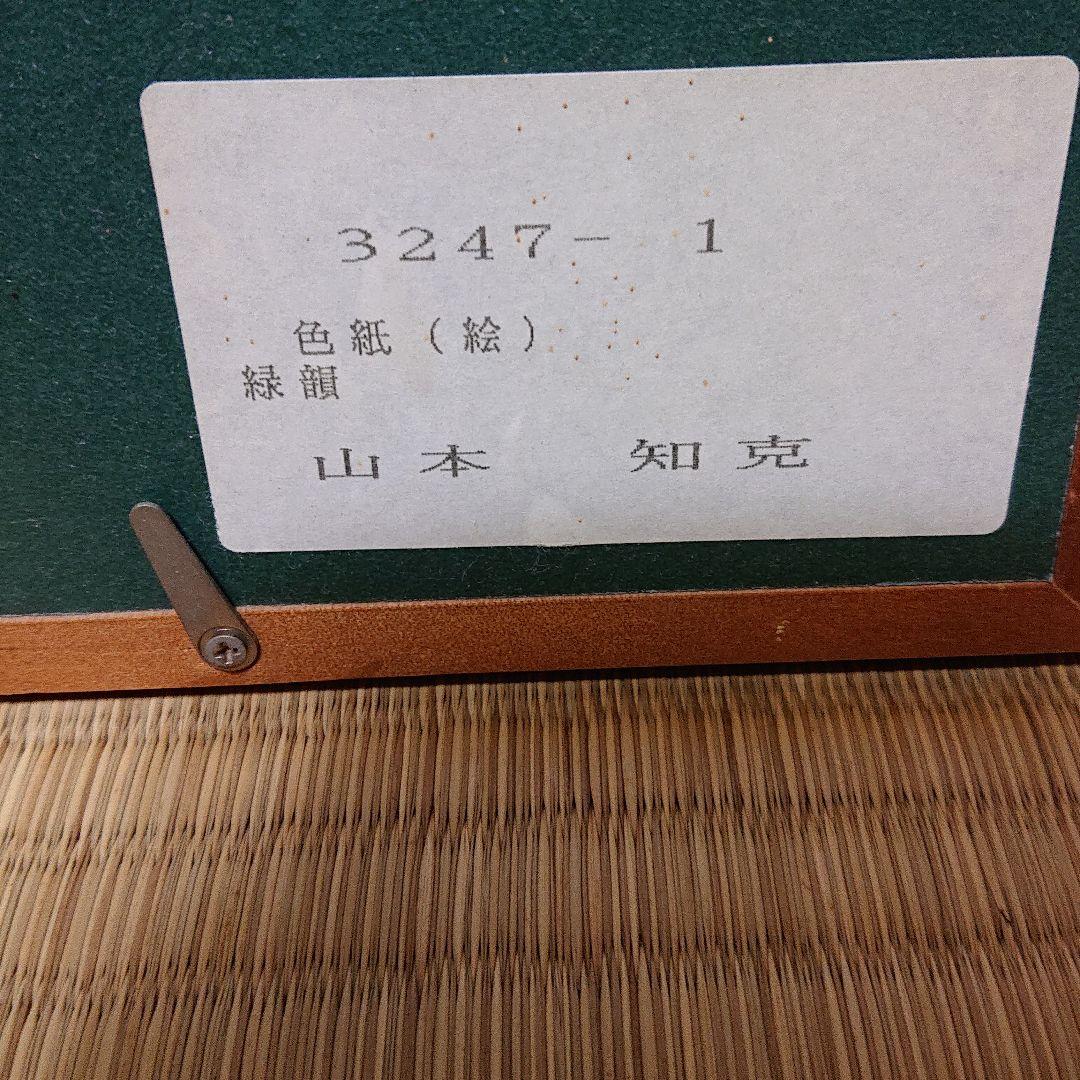 3247- 1
色紙(絵)
緑韻
山本 知克